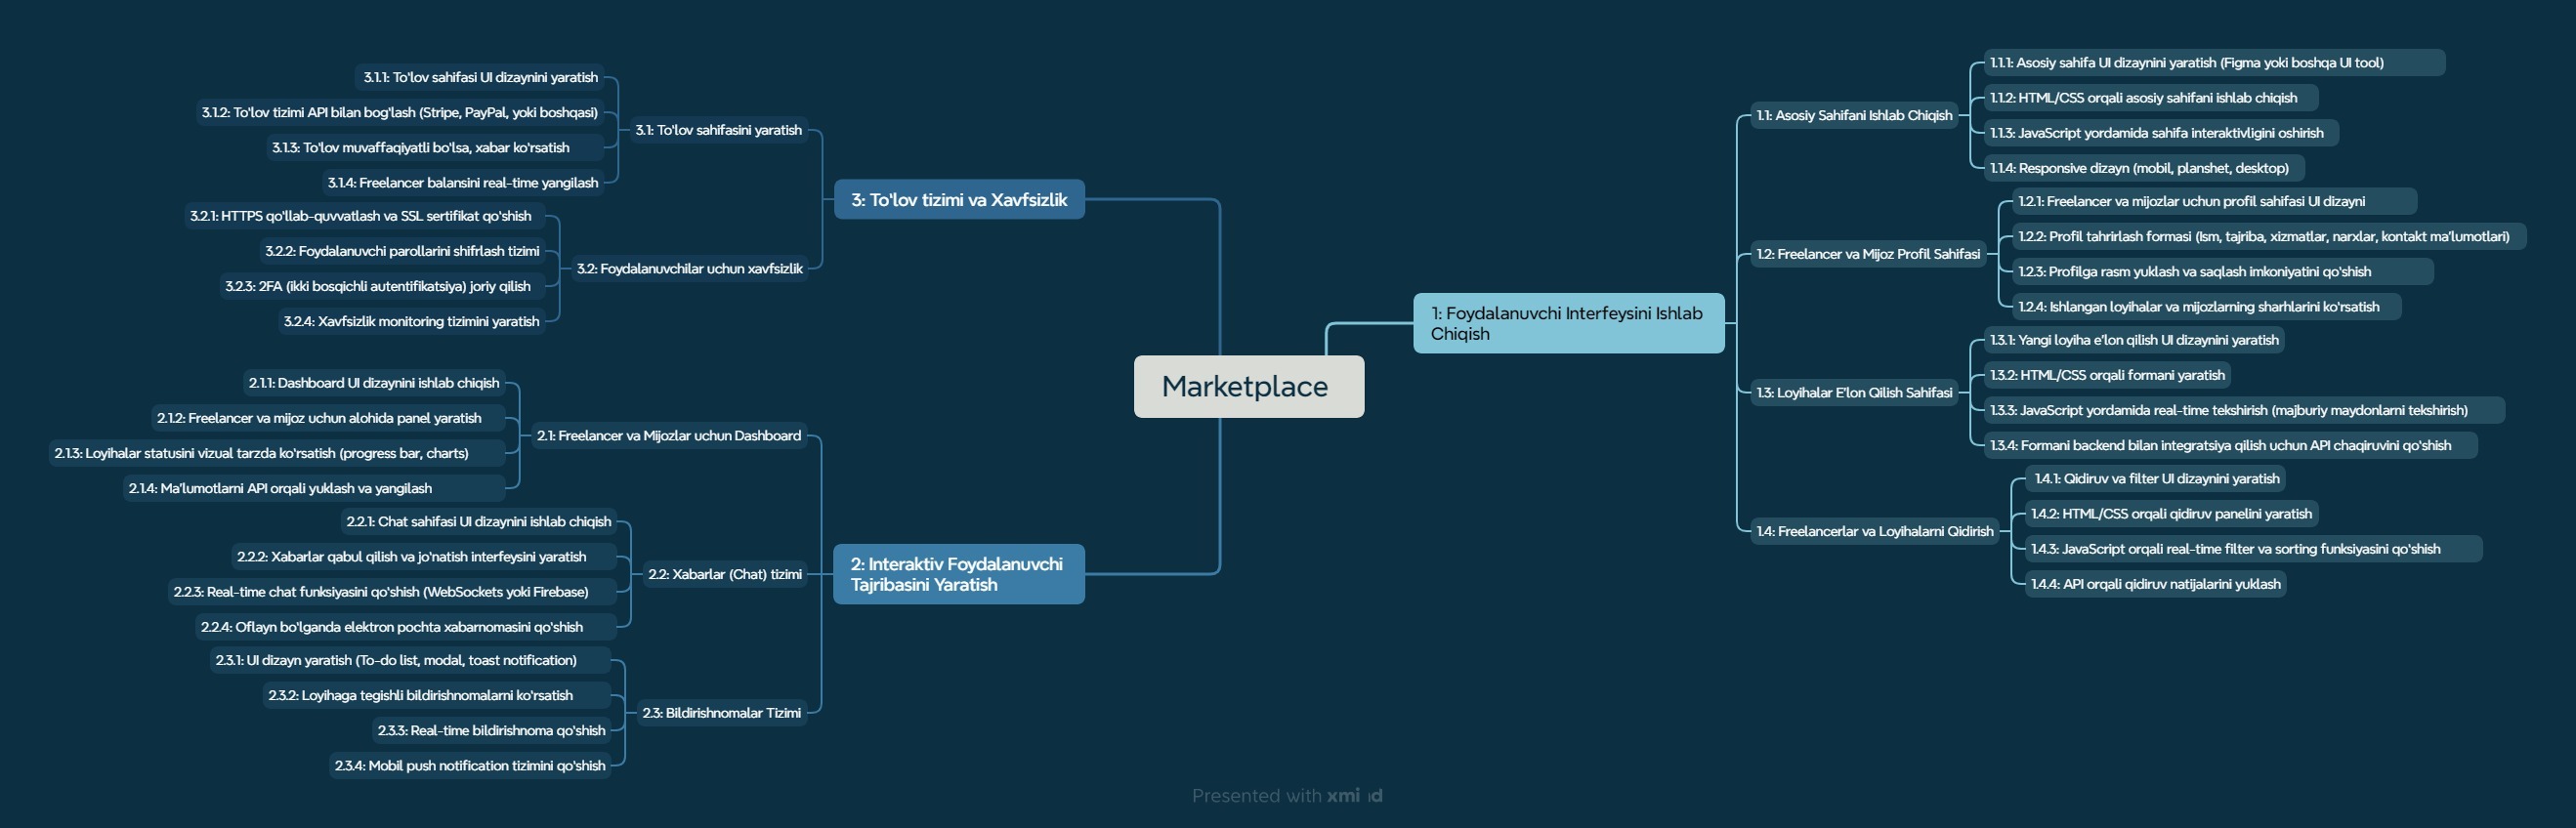 Marketplace
1: Foydalanuvchi Interfeysini Ishlab
Chiqish
1.1: Asosiy Sahifani Ishlab Chiqish
1.1.1: Asosiy sahifa UI dizaynini yaratish (Figma yoki boshqa UI tool)
1.1.2: HTML/CSS orqali asosiy sahifani ishlab chiqish
1.1.3: JavaScript yordamida sahifa interaktivligini oshirish
1.1.4: Responsive dizayn (mobil, planshet, desktop)
1.2: Freelancer va Mijoz Profil Sahifasi
1.2.1: Freelancer va mijozlar uchun profil sahifasi UI dizayni
1.2.2: Profil tahrirlash formasi (Ism, tajriba, xizmatlar, narxlar, kontakt ma'lumotlari)
1.2.3: Profilga rasm yuklash va saqlash imkoniyatini qo'shish
1.2.4: Ishlangan loyihalar va mijozlarning sharhlarini ko'rsatish
1.3: Loyihalar E'lon Qilish Sahifasi
1.3.1: Yangi loyiha e'lon qilish UI dizaynini yaratish
1.3.2: HTML/CSS orqali formani yaratish
1.3.3: JavaScript yordamida real-time tekshirish (majburiy maydonlarni tekshirish)
1.3.4: Formani backend bilan integratsiya qilish uchun API chaqiruvini qo'shish
1.4: Freelancerlar va Loyihalarni Qidirish
1.4.1: Qidiruv va filter UI dizaynini yaratish
1.4.2: HTML/CSS orqali qidiruv panelini yaratish
1.4.3: JavaScript orqali real-time filter va sorting funksiyasini qo'shish
1.4.4: API orqali qidiruv natijalarini yuklash
2: Interaktiv Foydalanuvchi
Tajribasini Yaratish
2.1: Freelancer va Mijozlar uchun Dashboard
2.1.1: Dashboard UI dizaynini ishlab chiqish
2.1.2: Freelancer va mijoz uchun alohida panel yaratish
2.1.3: Loyihalar statusini vizual tarzda ko'rsatish (progress bar, charts)
2.1.4: Ma'lumotlarni API orqali yuklash va yangilash
2.2: Xabarlar (Chat) tizimi
2.2.1: Chat sahifasi UI dizaynini ishlab chiqish
2.2.2: Xabarlar qabul qilish va jo'natish interfeysini yaratish
2.2.3: Real-time chat funksiyasini qo'shish (WebSockets yoki Firebase)
2.2.4: Oflayn bo'lganda elektron pochta xabarnomasini qo'shish
2.3: Bildirishnomalar Tizimi
2.3.1: UI dizayn yaratish (To-do list, modal, toast notification)
2.3.2: Loyihaga tegishli bildirishnomalarni ko'rsatish
2.3.3: Real-time bildirishnoma qo'shish
2.3.4: Mobil push notification tizimini qo'shish
3: To'lov tizimi va Xavfsizlik
3.1: To'lov sahifasini yaratish
3.1.1: To'lov sahifasi UI dizaynini yaratish
3.1.2: To'lov tizimi API bilan bog'lash (Stripe, PayPal, yoki boshqasi)
3.1.3: To'lov muvaffaqiyatli bo'lsa, xabar ko'rsatish
3.1.4: Freelancer balansini real-time yangilash
3.2: Foydalanuvchilar uchun xavfsizlik
3.2.1: HTTPS qo'llab-quvvatlash va SSL sertifikat qo'shish
3.2.2: Foydalanuvchi parollarini shifrlash tizimi
3.2.3: 2FA (ikki bosqichli autentifikatsiya) joriy qilish
3.2.4: Xavfsizlik monitoring tizimini yaratish
Presented with xmind